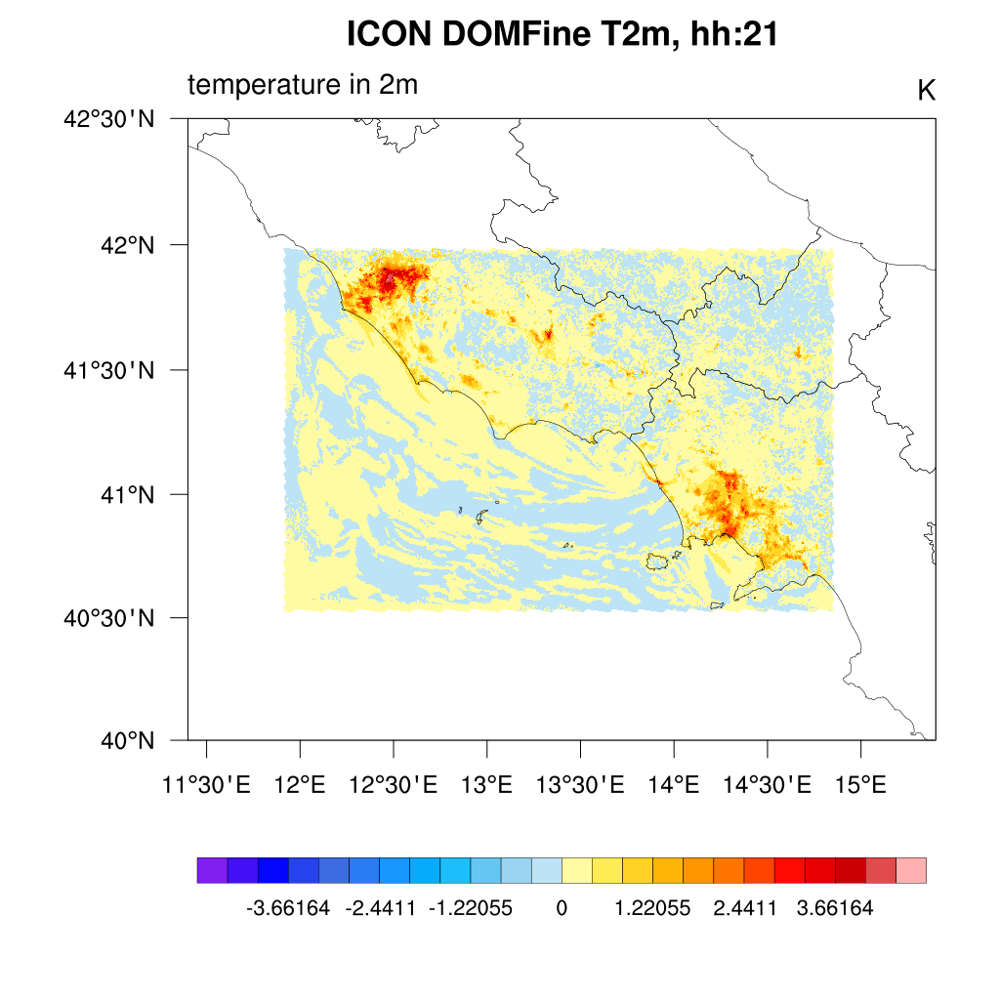 ICON DOMFine T2m, hh:21
temperature in 2m
K
42°30'N
42°N
41°30'N
41°N
40°30'N
40°N
11°30'E 12°E 12°30'E 13°E 13°30'E 14°E 14°30'E 15°E
-3.66164 -2.4411 -1.22055 0 1.22055 2.4411 3.66164